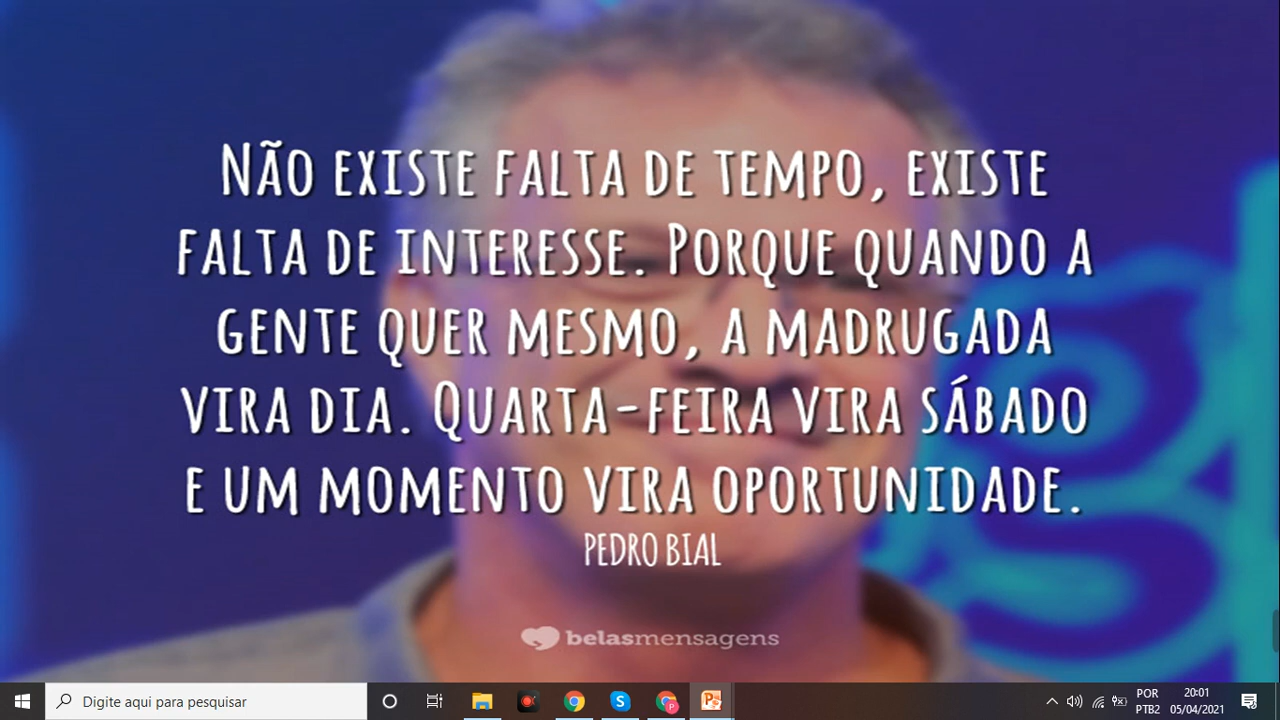 NÃO EXISTE FALTA DE TEMPO, EXISTE
FALTA DE INTERESSE. PORQUE QUANDO A
GENTE QUER MESMO, A MADRUGADA
VIRA DIA. QUARTA-FEIRA VIRA SÁBADO
E UM MOMENTO VIRA OPORTUNIDADE.
PEDRO BIAL
belasmensagens
Digite aqui para pesquisar
POR
PTB2
20:01
05/04/2021